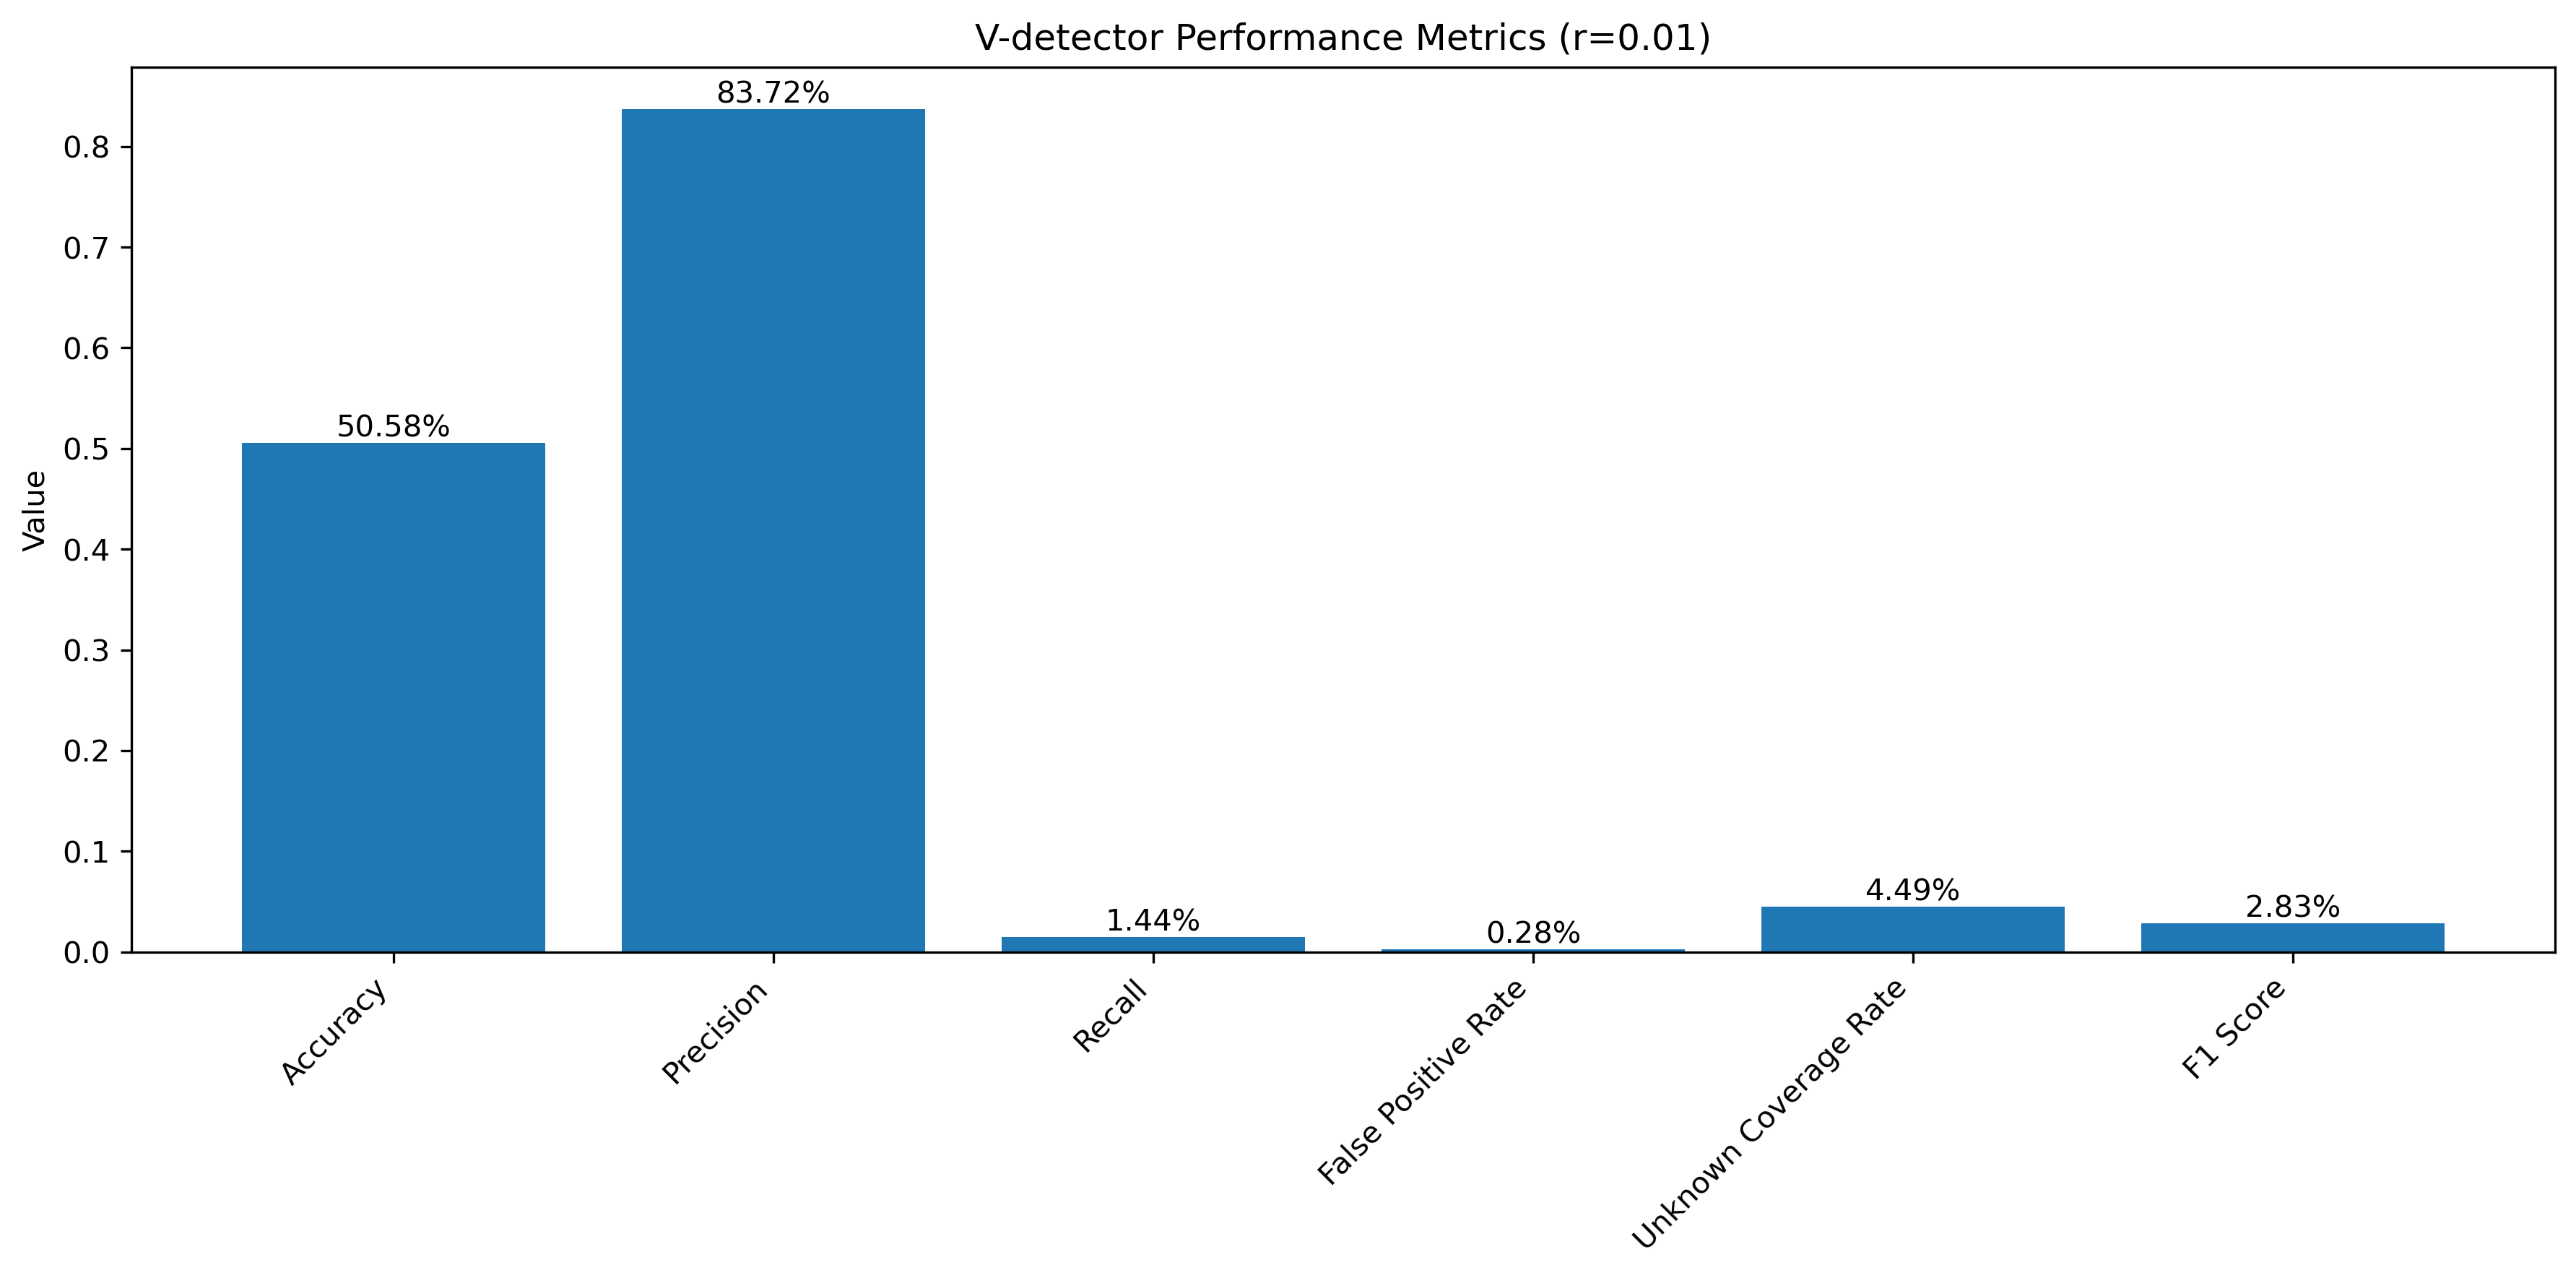 V-detector Performance Metrics (r=0.01)
Value
0.8
0.7
0.6
0.5
0.4
0.3
0.2
0.1
0.0
50.58%
83.72%
1.44%
0.28%
4.49%
2.83%
Accuracy
Precision
Recall
False Positive Rate
Unknown Coverage Rate
F1 Score